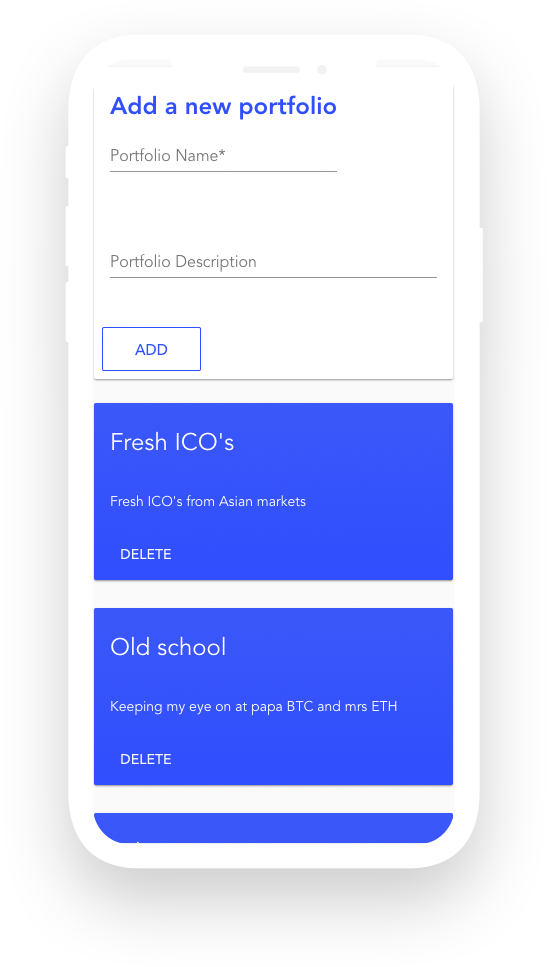 Add a new portfolio
Portfolio Name*
Portfolio Description
ADD
Fresh ICO's
Fresh ICO's from Asian markets
DELETE
Old school
Keeping my eye on at papa BTC and mrs ETH
DELETE